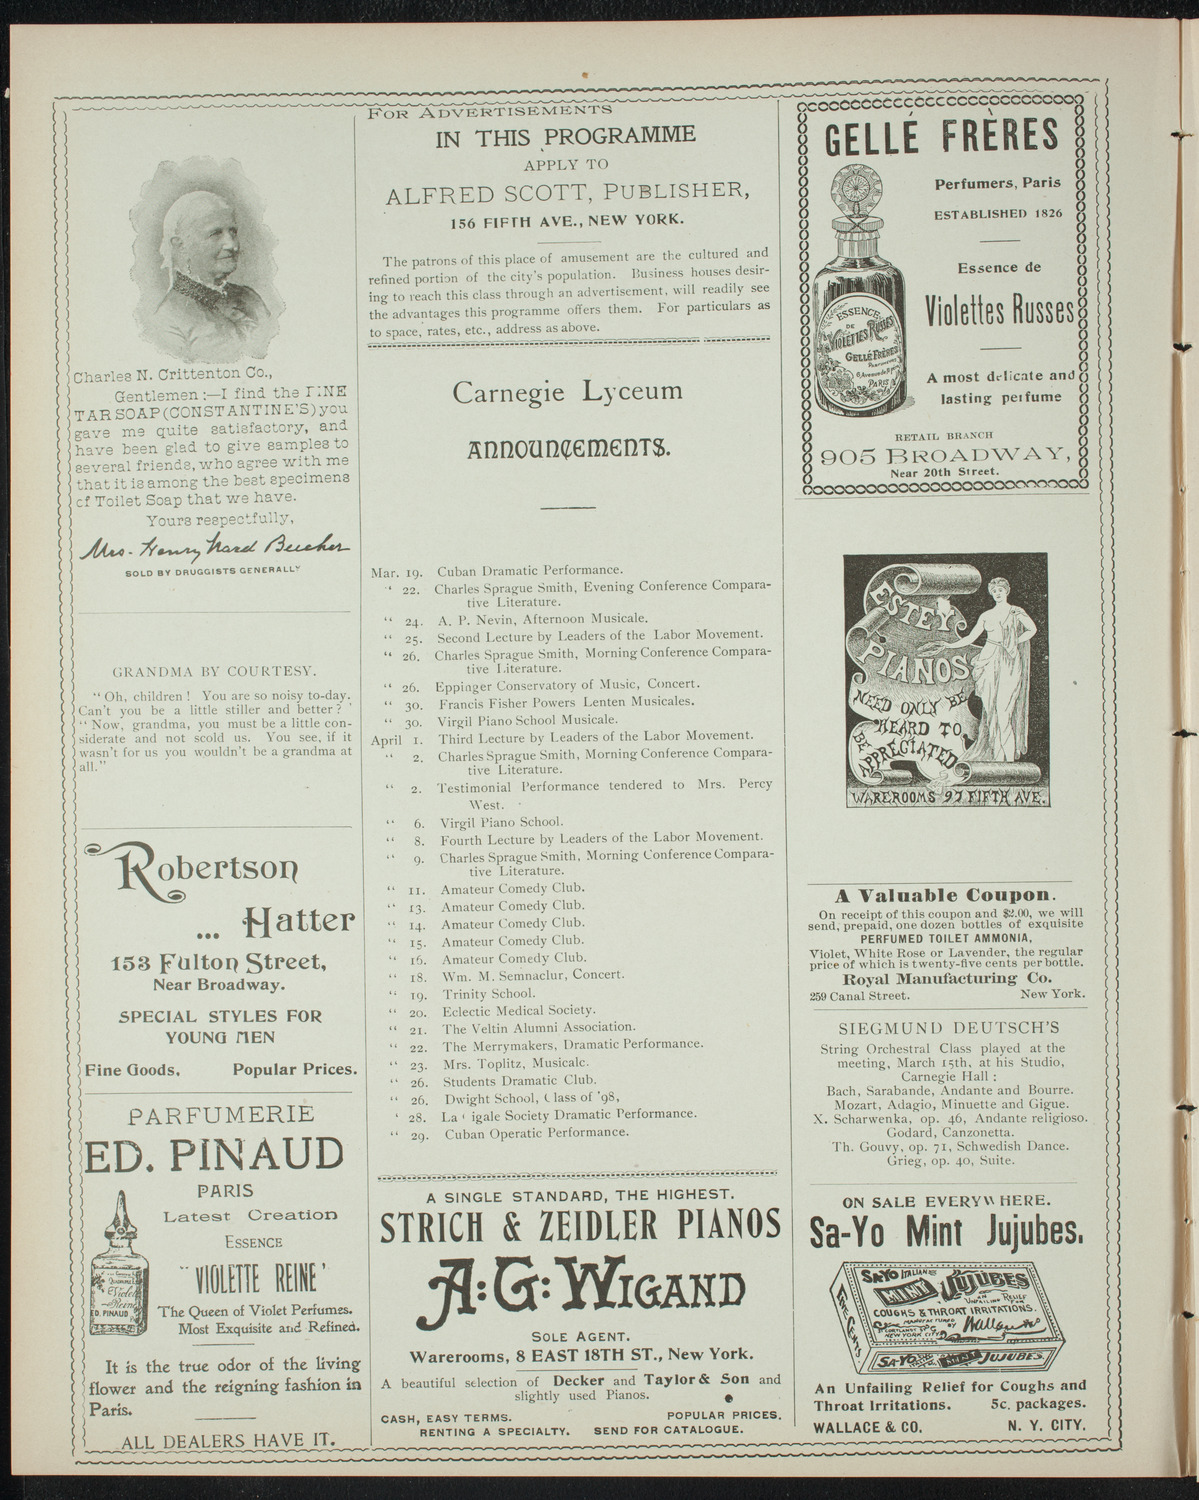 Charles N. Crittenton Co.,
Gentlemen:—I find the PINE
TAR SOAP (CONSTANTINE'S) you
gave me quite satisfactory, and
have been glad to give samples to
several friends, who agree with me
that it is among the best specimens
of Toilet Soap that we have.
Yours respectfully,
Mrs. Henry Ward Beecher
SOLD BY DRUGGISTS GENERALLY
GRANDMA BY COURTESY.
"Oh, children! You are so noisy to-day.
Can't you be a little stiller and better?'
"Now, grandma, you must be a little con-
siderate and not scold us. You see, if it
wasn't for us you wouldn't be a grandma at
all."
Robertson
... Hatter
153 Fulton Street,
Near Broadway.
SPECIAL STYLES FOR
YOUNG MEN
Fine Goods, Popular Prices.
PARFUMERIE
ED. PINAUD
PARIS
Latest Creation
ESSENCE
"VIOLETTE REINE'
The Queen of Violet Perfumes.
Most Exquisite and Refined.
It is the true odor of the living
flower and the reigning fashion in
Paris.
ALL DEALERS HAVE IT.
FOR ADVERTISEMENTS
IN THIS PROGRAMME
APPLY TO
ALFRED SCOTT, PUBLISHER,
156 FIFTH AVE., NEW YORK.
The patrons of this place of amusement are the cultured and
refined portion of the city's population. Business houses desir-
ing to reach this class through an advertisement, will readily see
the advantages this programme offers them. For particulars as
to space, rates, etc., address as above.
Carnegie Lyceum
ANNOUNCEMENTS.
Mar. 19. Cuban Dramatic Performance.
" 22. Charles Sprague Smith, Evening Conference Compara-
tive Literature.
" 24. A. P. Nevin, Afternoon Musicale.
" 25. Second Lecture by Leaders of the Labor Movement.
" 26. Charles Sprague Smith, Morning Conference Compara-
tive Literature.
" 26. Eppinger Conservatory of Music, Concert.
" 30. Francis Fisher Powers Lenten Musicales.
" 30. Virgil Piano School Musicale.
April 1. Third Lecture by Leaders of the Labor Movement.
" 2. Charles Sprague Smith, Morning Conference Compara-
tive Literature.
" 2. Testimonial Performance tendered to Mrs. Percy
West.
" 6. Virgil Piano School.
" 8. Fourth Lecture by Leaders of the Labor Movement.
" 9. Charles Sprague Smith, Morning Conference Compara-
tive Literature.
" 11. Amateur Comedy Club.
" 13. Amateur Comedy Club.
" 14. Amateur Comedy Club.
" 15. Amateur Comedy Club.
" 16. Amateur Comedy Club.
" 18. Wm. M. Semnaclur, Concert.
" 19. Trinity School.
" 20. Eclectic Medical Society.
" 21. The Veltin Alumni Association.
" 22. The Merrymakers, Dramatic Performance.
" 23. Mrs. Toplitz, Musicale.
" 26. Students Dramatic Club.
" 26. Dwight School, Class of '98,
" 28. La igale Society Dramatic Performance.
" 29. Cuban Operatic Performance.
A SINGLE STANDARD, THE HIGHEST.
STRICH & ZEIDLER PIANOS
A:G:WIGAND
SOLE AGENT.
Warerooms, 8 EAST 18TH ST., New York.
A beautiful selection of Decker and Taylor & Son and
slightly used Pianos.
CASH, EASY TERMS. POPULAR PRICES.
RENTING A SPECIALTY. SEND FOR CATALOGUE.
GELLÉ FRÈRES
Perfumers, Paris
ESTABLISHED 1826
Essence de
Violettes Russes
A most delicate and
lasting perfume
ESSENCE
DE
VIOLETTES RUSSES
GELLÉ FRÈRES
PARIS
RETAIL BRANCH
905 BROADWAY,
Near 20th Street.
ESTEY
PIANOS
NEED ONLY BE
HEARD TO
BE
APPRECIATED
WAREROOMS 97 FIFTH AVE.
A Valuable Coupon.
On receipt of this coupon and $2.00, we will
send, prepaid, one dozen bottles of exquisite
PERFUMED TOILET AMMONIA,
Violet, White Rose or Lavender, the regular
price of which is twenty-five cents per bottle.
Royal Manufacturing Co.
259 Canal Street. New York.
SIEGMUND DEUTSCH'S
String Orchestral Class played at the
meeting, March 15th, at his Studio,
Carnegie Hall:
Bach, Sarabande, Andante and Bourre.
Mozart, Adagio, Minuette and Gigue.
X. Scharwenka, op. 46, Andante religioso.
Godard, Canzonetta.
Th. Gouvy, op. 71, Schwedish Dance.
Grieg, op. 40, Suite.
ON SALE EVERYWHERE.
Sa-Yo Mint Jujubes.
SA-YO ITALIAN
MINT JUJUBES
AN UNFAILING RELIEF FOR
COUGHS & THROAT IRRITATIONS.
MANUFACTURED BY
NEW YORK CITY
FIVE CENTS
SA-YO MINT JUJUBES
An Unfailing Relief for Coughs and
Throat Irritations. 5c. packages.
WALLACE & CO. N. Y. CITY.